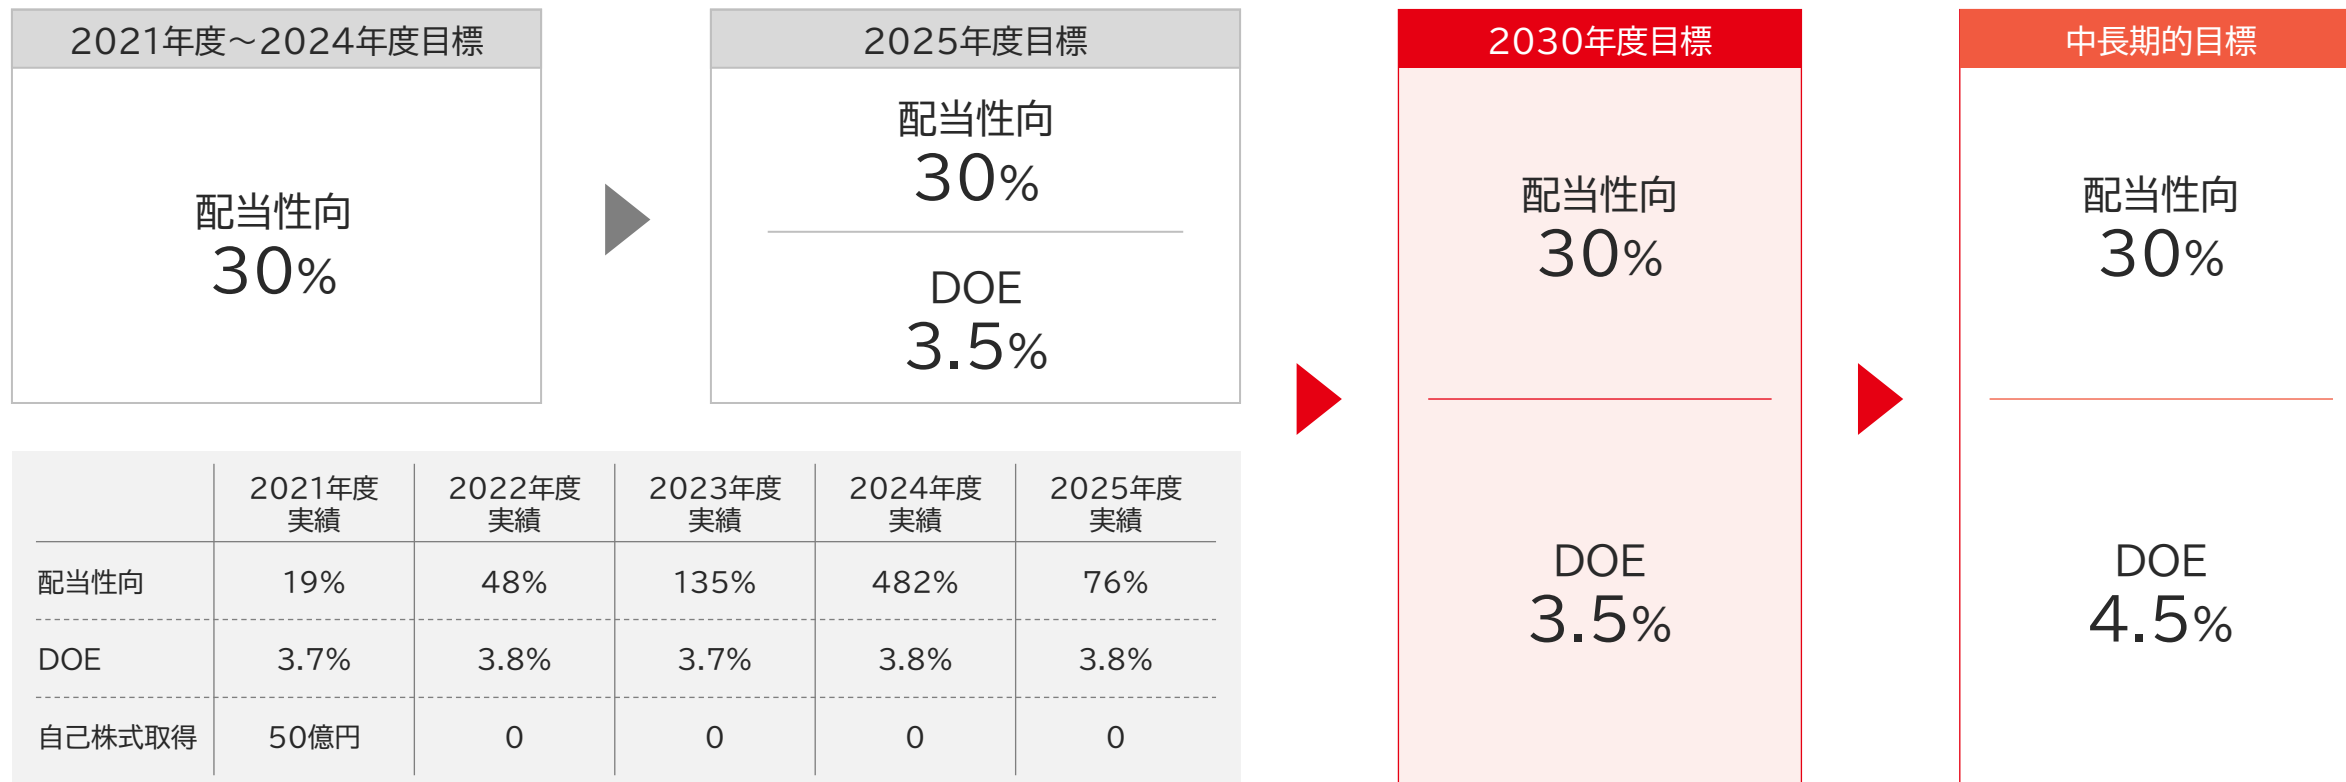 2021年度～2024年度目標
配当性向
30%
2025年度目標
配当性向
30%
DOE
3.5%
2021年度 2022年度 2023年度 2024年度 2025年度
実績 実績 実績 実績 実績
配当性向 19% 48% 135% 482% 76%
DOE 3.7% 3.8% 3.7% 3.8% 3.8%
自己株式取得 50億円 0 0 0 0
2030年度目標
配当性向
30%
DOE
3.5%
中長期的目標
配当性向
30%
DOE
4.5%